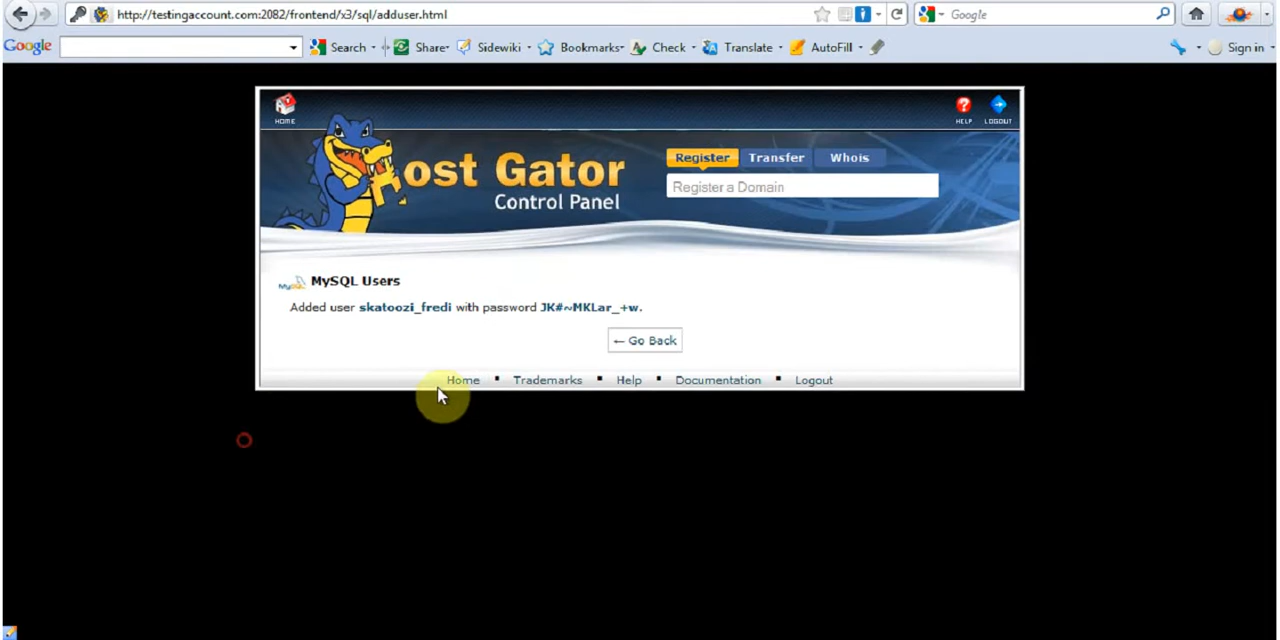 http://testingaccount.com:2082/frontend/x3/sql/adduser.html
Google
Google
Search
Share
Sidewiki
Bookmarks
Check
Translate
AutoFill
Sign in
HOME
HELP
LOGOUT
Host Gator
Control Panel
Register
Transfer
Whois
Register a Domain
MySQL Users
Added user skatoozi_fredi with password JK#~MKLar_+w.
← Go Back
Home ▪ Trademarks ▪ Help ▪ Documentation ▪ Logout